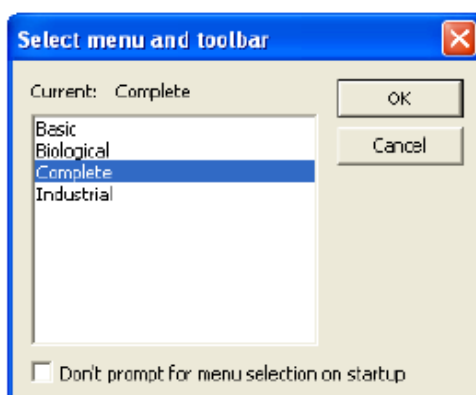 Select menu and toolbar
Current: Complete
OK
Basic
Biological
Complete
Industrial
Cancel
Don't prompt for menu selection on startup